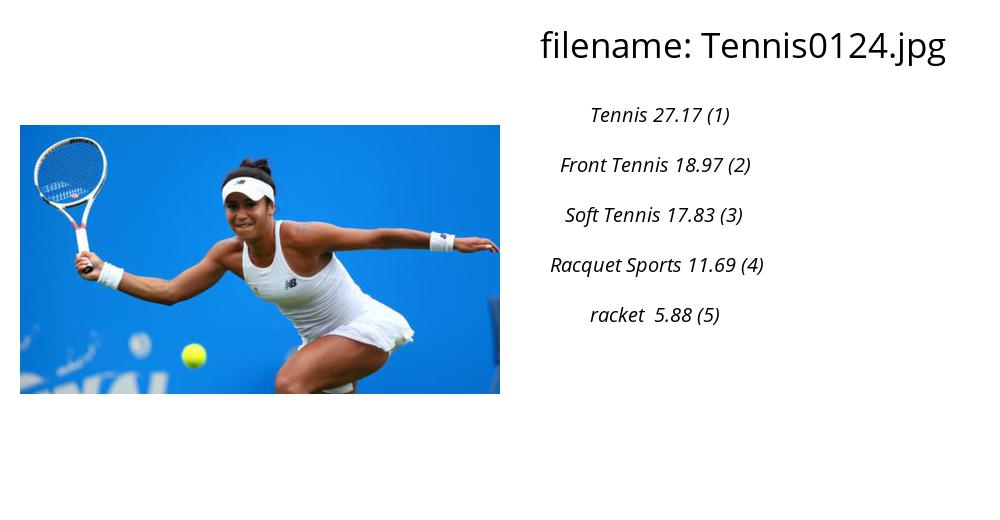 filename: Tennis0124.jpg
Tennis 27.17 (1)
Front Tennis 18.97 (2)
Soft Tennis 17.83 (3)
Racquet Sports 11.69 (4)
racket 5.88 (5)